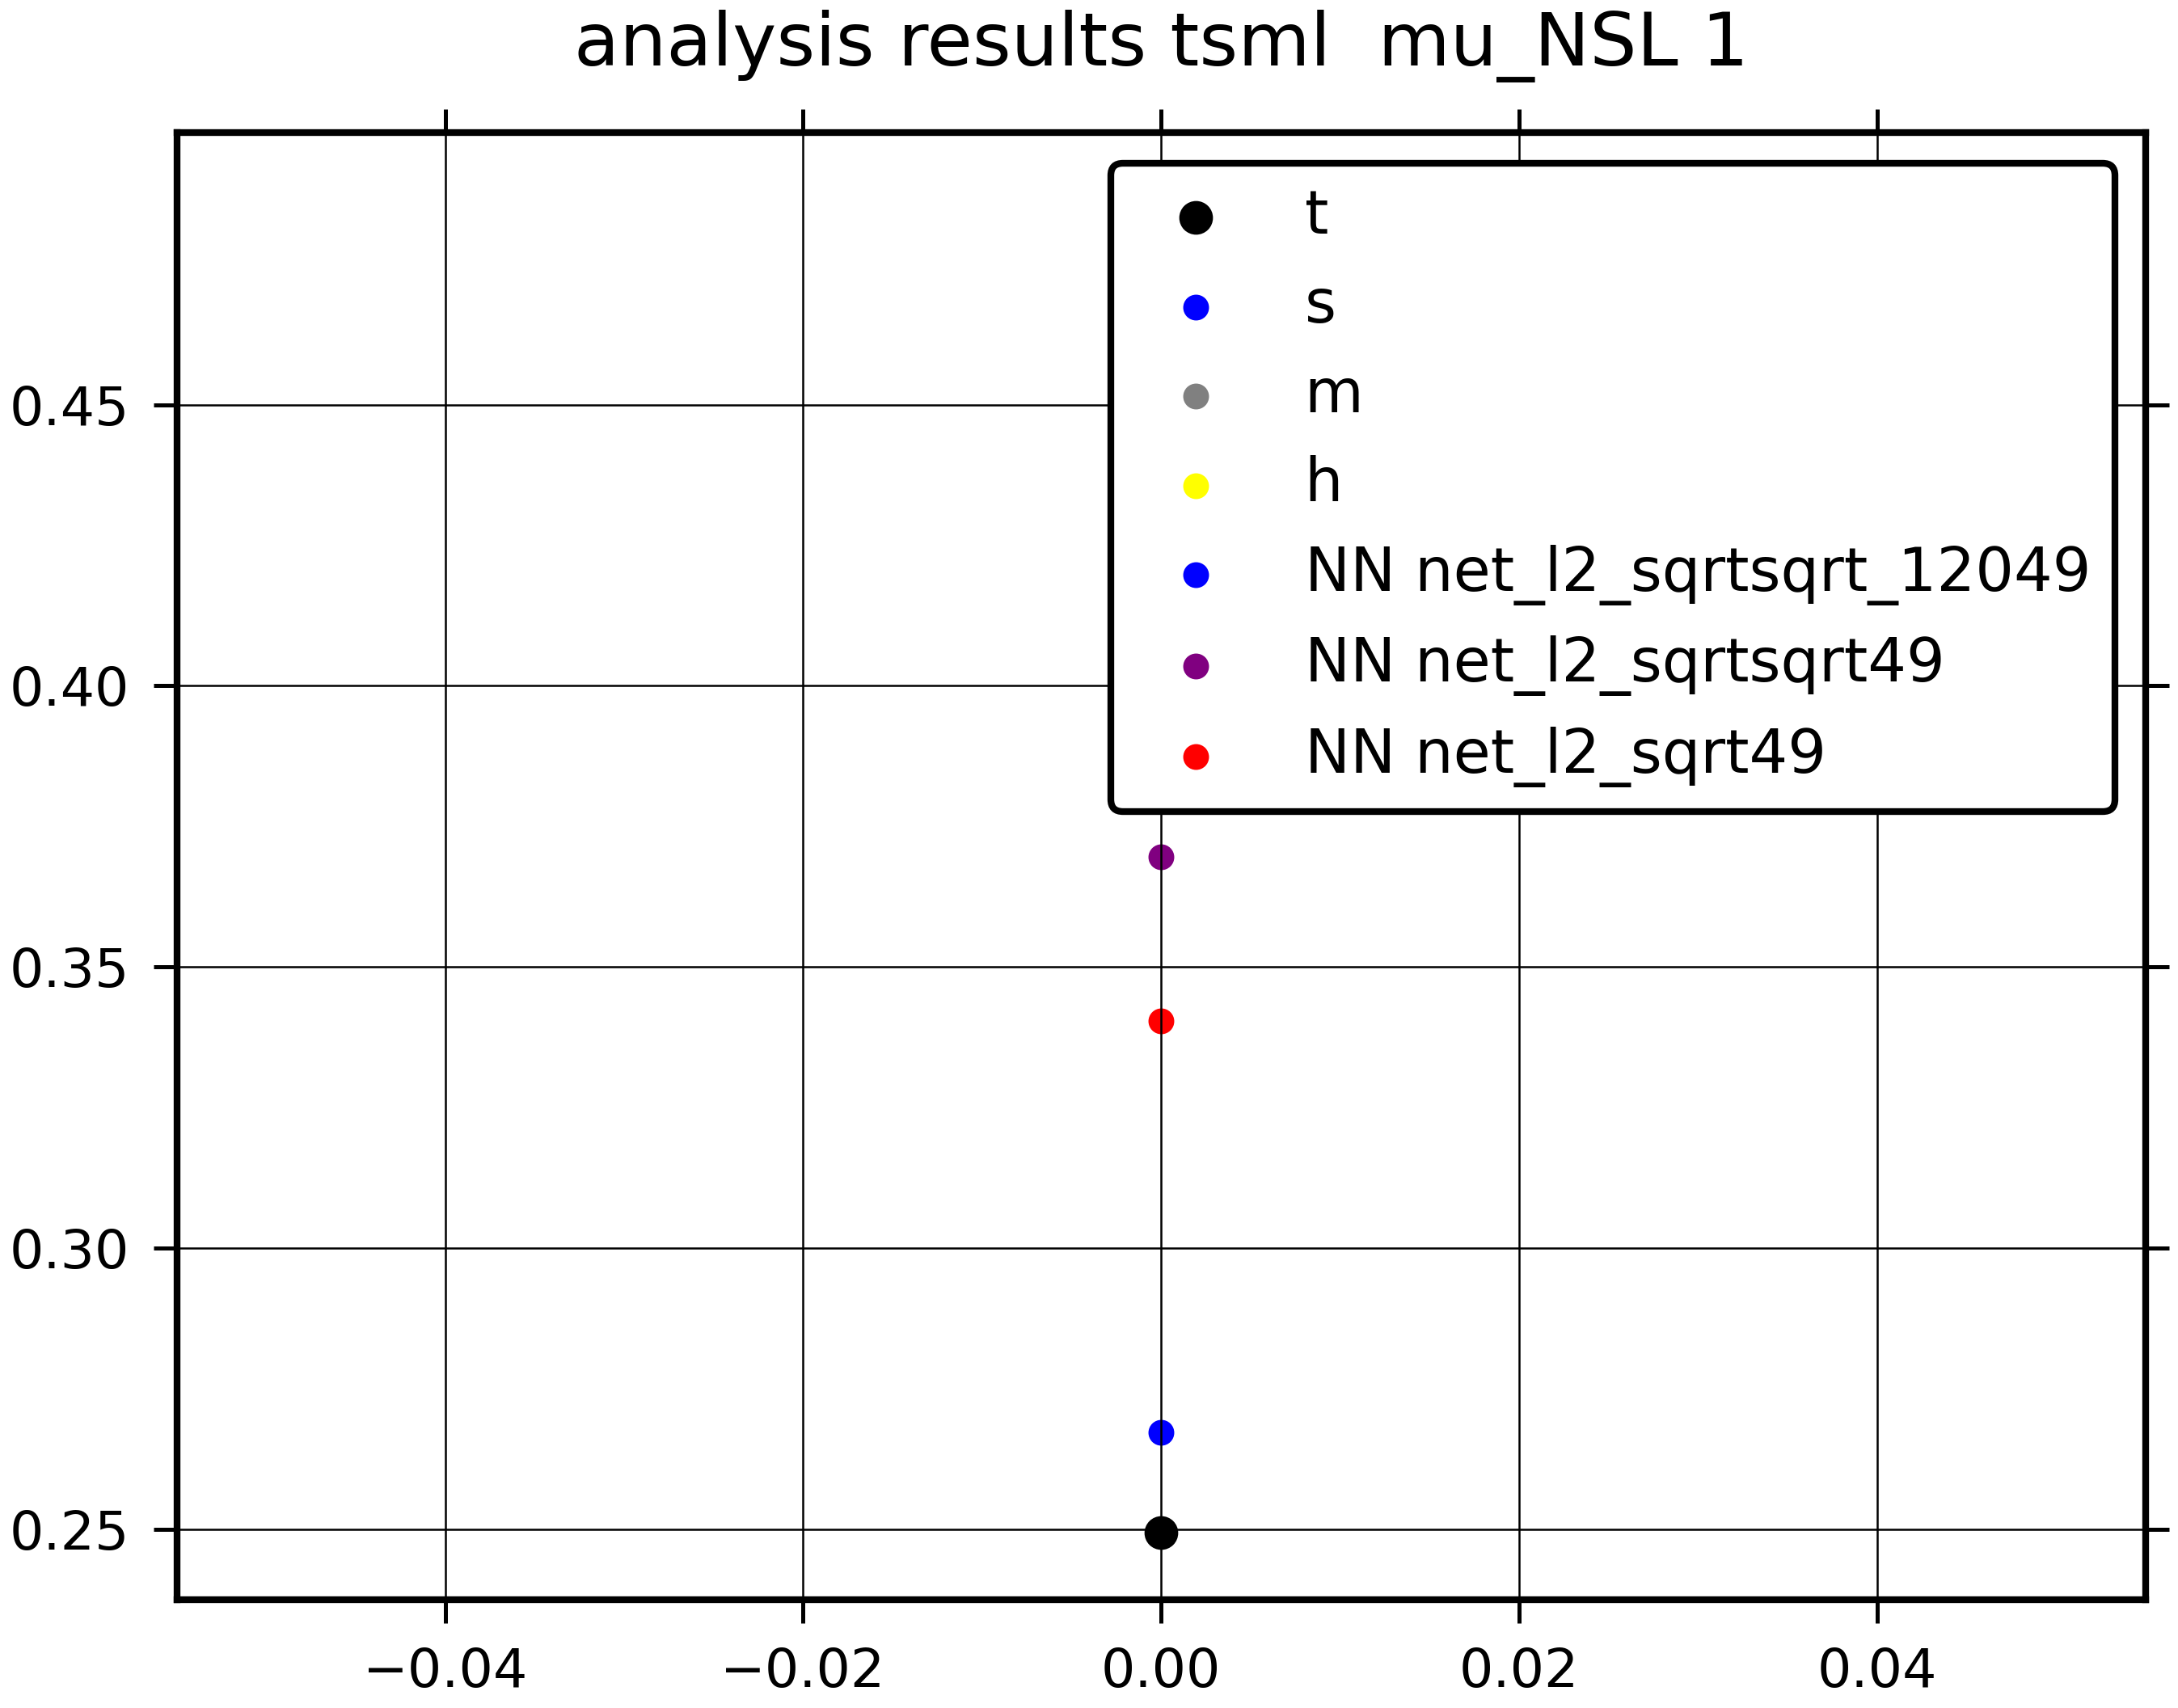 analysis results tsml  mu_NSL 1
t
s
m
h
NN net_l2_sqrtsqrt_12049
NN net_l2_sqrtsqrt49
NN net_l2_sqrt49
0.45
0.40
0.35
0.30
0.25
−0.04 −0.02 0.00 0.02 0.04